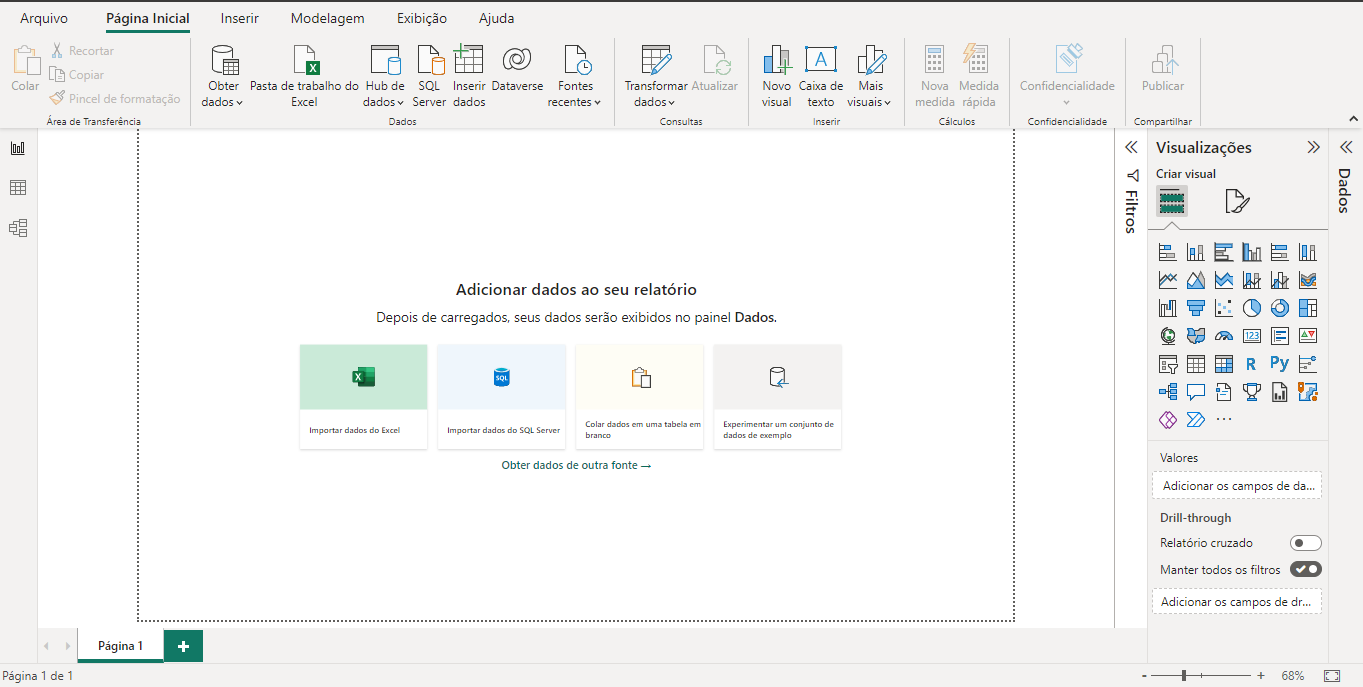 Arquivo Página Inicial Inserir Modelagem Exibição Ajuda
Colar
Recortar
Copiar
Pincel de formatação
Área de Transferência
Obter
dados
Pasta de trabalho do
Excel
Hub de
dados
SQL
Server
Inserir
dados
Dataverse
Fontes
recentes
Dados
Transformar
dados
Atualizar
Consultas
Novo
visual
A
Caixa de
texto
Mais
visuais
Inserir
Nova
medida
Medida
rápida
Cálculos
Confidencialidade
Confidencialidade
Publicar
Compartilhar
Adicionar dados ao seu relatório
Depois de carregados, seus dados serão exibidos no painel Dados.
X
Importar dados do Excel
SQL
Importar dados do SQL Server
Colar dados em uma tabela em
branco
Experimentar um conjunto de
dados de exemplo
Obter dados de outra fonte →
Filtros
Visualizações
Criar visual
123
R
Py
Valores
Adicionar os campos de da...
Drill-through
Relatório cruzado
Manter todos os filtros
Adicionar os campos de dr...
Dados
Página 1
+
Página 1 de 1
- + 68%